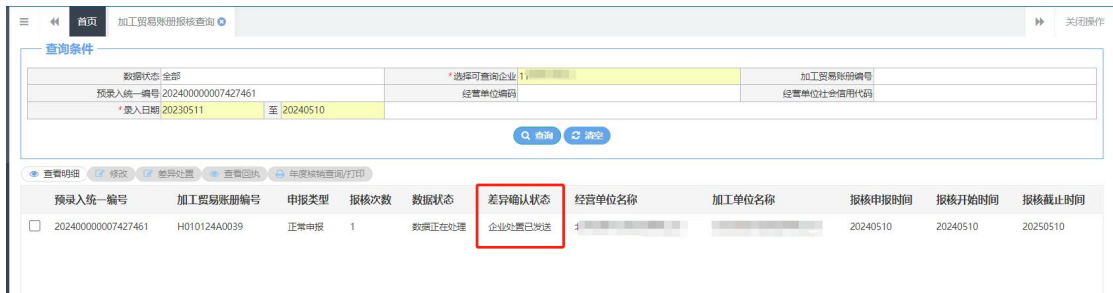 首页 加工贸易账册报核查询 关闭操作
查询条件
数据状态 全部 *选择可查询企业 1 加工贸易账册编号
预录入统一编号 202400000007427461 经营单位编码 经营单位社会信用代码
*录入日期 20230511 至 20240510
查询 清空
查看明细 修改 差异处置 查看回执 年度核销查询/打印
预录入统一编号 加工贸易账册编号 申报类型 报核次数 数据状态 差异确认状态 经营单位名称 加工单位名称 报核申报时间 报核开始时间 报核截止时间
202400000007427461 H010124A0039 正常申报 1 数据正在处理 企业处置已发送 20240510 20240510 20250510